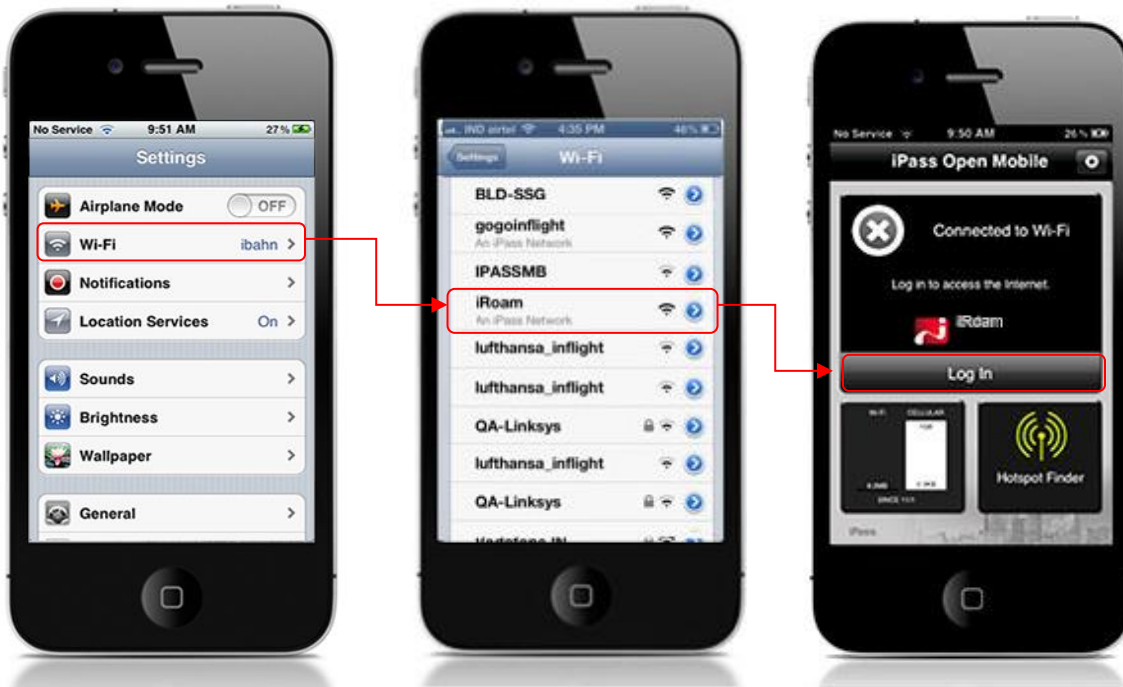 No Service 9:51 AM 27%
Settings
Airplane Mode OFF
Wi-Fi ibahn
Notifications
Location Services On
Sounds
Brightness
Wallpaper
General
IND airtel 4:35 PM 46%
Settings Wi-Fi
BLD-SSG
gogoinflight
An iPass Network
IPASSMB
iRoam
An iPass Network
lufthansa_inflight
lufthansa_inflight
QA-Linksys
lufthansa_inflight
QA-Linksys
vodafone IN
No Service 9:50 AM 26%
iPass Open Mobile
Connected to Wi-Fi
Log in to access the Internet.
iRoam
Log In
Wi-Fi CELLULAR
Hotspot Finder
iPass